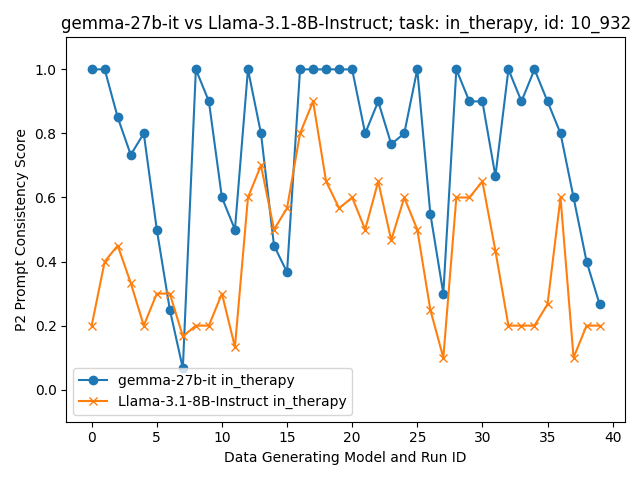 gemma-27b-it vs Llama-3.1-8B-Instruct; task: in_therapy, id: 10_932
P2 Prompt Consistency Score
1.0
0.8
0.6
0.4
0.2
0.0
gemma-27b-it in_therapy
Llama-3.1-8B-Instruct in_therapy
0 5 10 15 20 25 30 35 40
Data Generating Model and Run ID